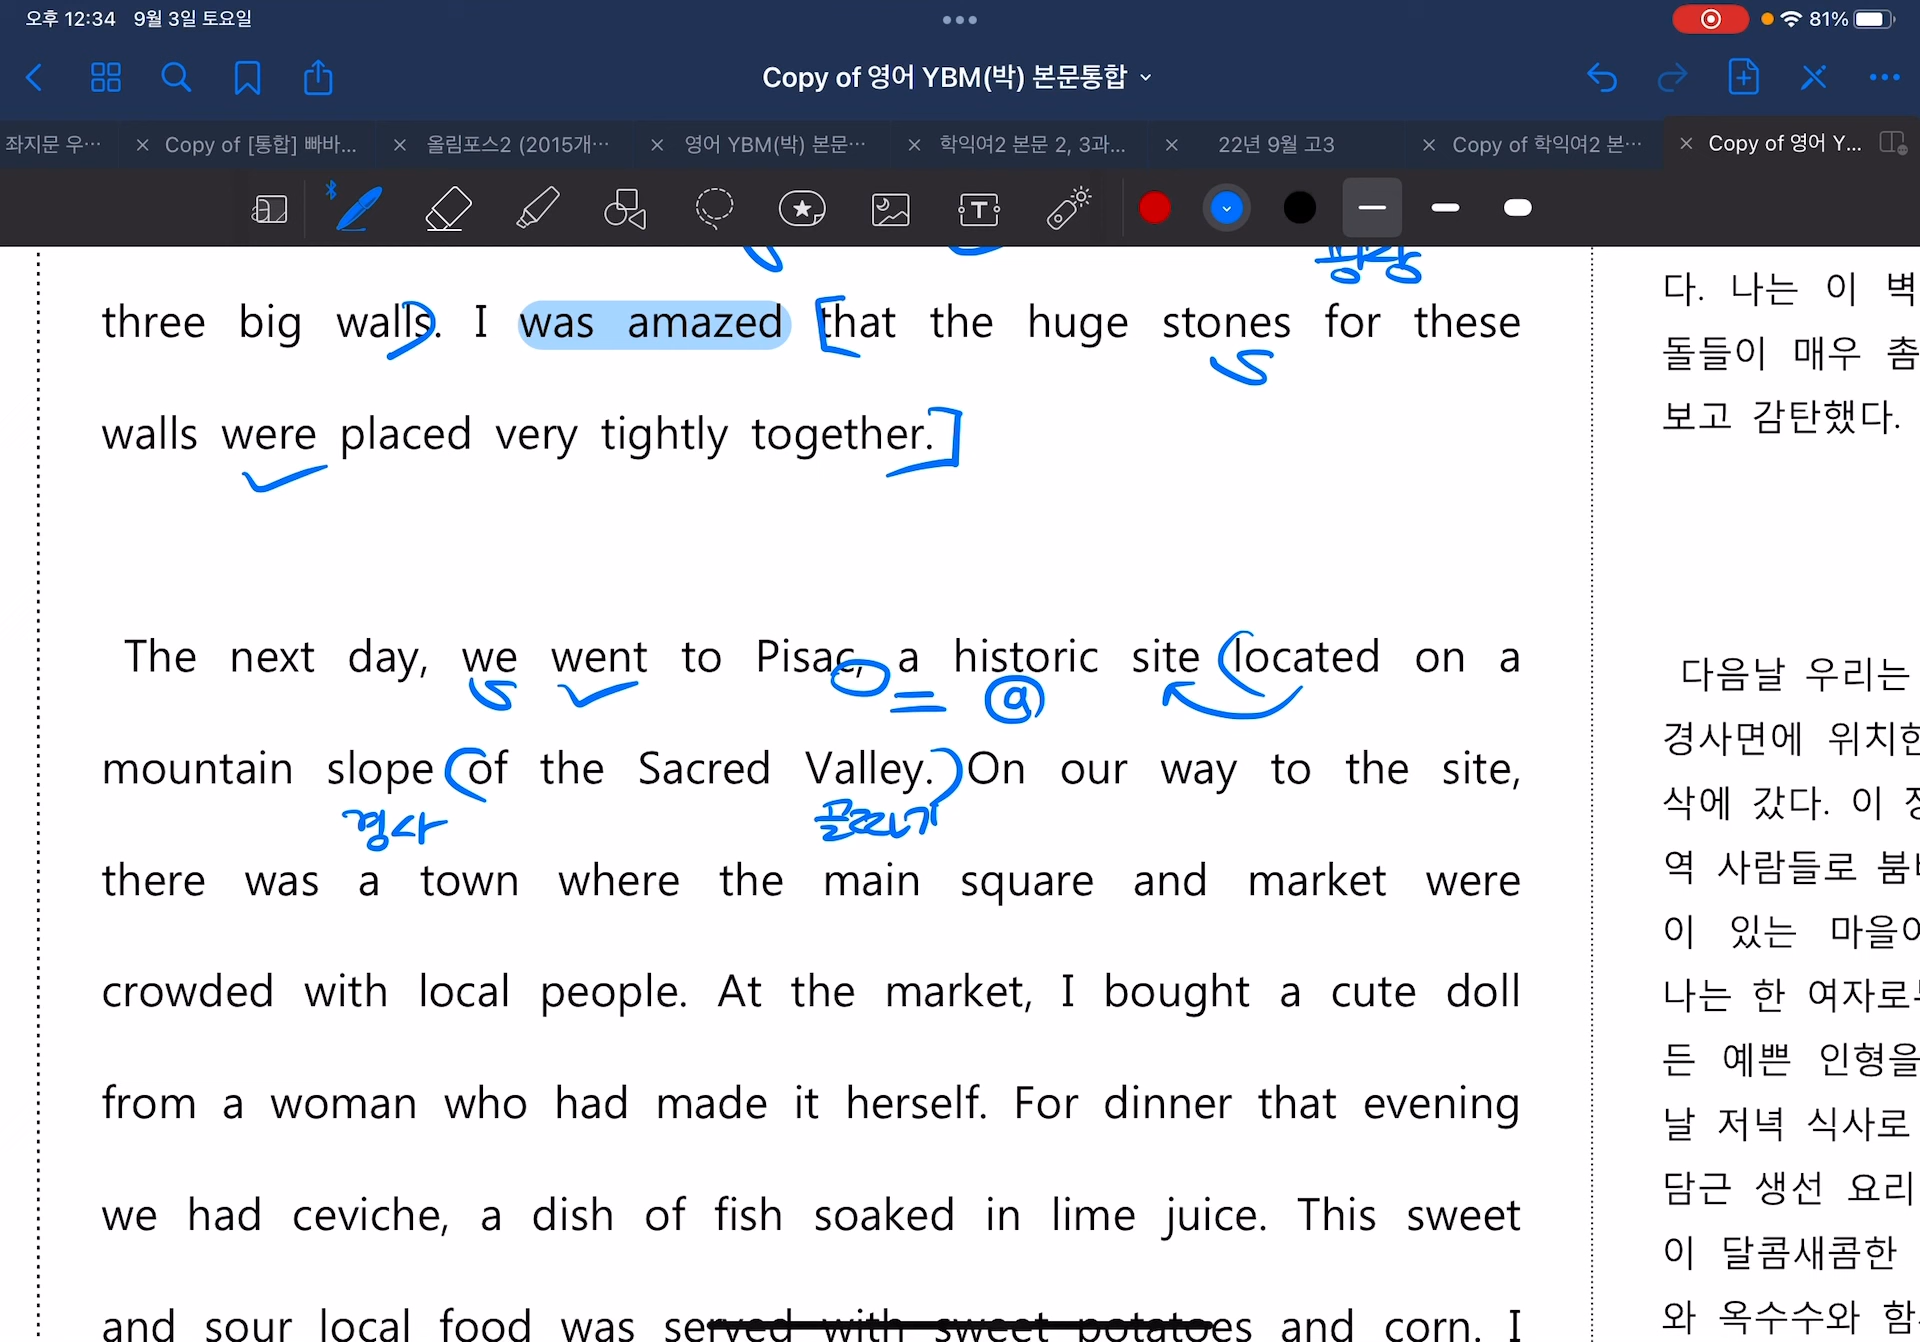 오후 12:34 9월 3일 토요일
81%
Copy of 영어 YBM(박) 본문통합
좌지문 우… Copy of [통합] 빠바... 올림포스2 (2015개… 영어 YBM(박) 본문… 학익여2 본문 2, 3과... 22년 9월 고3 Copy of 학익여2 본… Copy of 영어 Y...
three big walls. I was amazed that the huge stones for these
S
walls were placed very tightly together.
The next day, we went to Pisac, a historic site located on a
S = ⓐ
mountain slope of the Sacred Valley. On our way to the site,
경사 골짜기
there was a town where the main square and market were
crowded with local people. At the market, I bought a cute doll
from a woman who had made it herself. For dinner that evening
we had ceviche, a dish of fish soaked in lime juice. This sweet
and sour local food was served with sweet potatoes and corn. I
다. 나는 이 벽
돌들이 매우 촘
보고 감탄했다.
다음날 우리는
경사면에 위치한
삭에 갔다. 이
역 사람들로
이 있는
나는 한
든 예쁜 인형을
날 저녁 식사로
담근 생선 요리
이 달콤새콤한
와 옥수수와 함